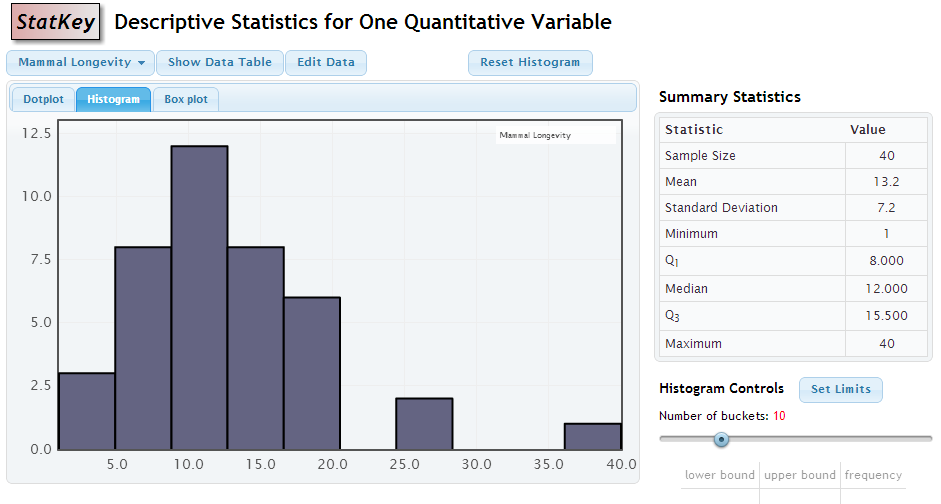 StatKey Descriptive Statistics for One Quantitative Variable
Mammal Longevity Show Data Table Edit Data Reset Histogram
Dotplot Histogram Box plot
Mammal Longevity
12.5
10.0
7.5
5.0
2.5
0.0
5.0 10.0 15.0 20.0 25.0 30.0 35.0 40.0
Summary Statistics
Statistic Value
Sample Size 40
Mean 13.2
Standard Deviation 7.2
Minimum 1
Q1 8.000
Median 12.000
Q3 15.500
Maximum 40
Histogram Controls Set Limits
Number of buckets: 10
lower bound upper bound frequency